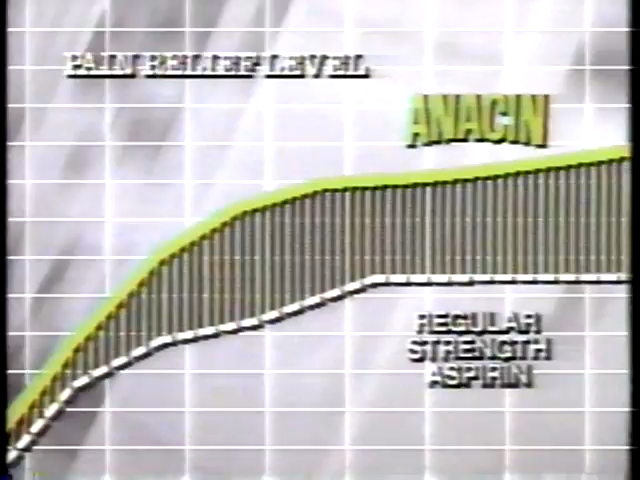 PAIN RELIEF LEVEL
ANACIN
REGULAR
STRENGTH
ASPIRIN